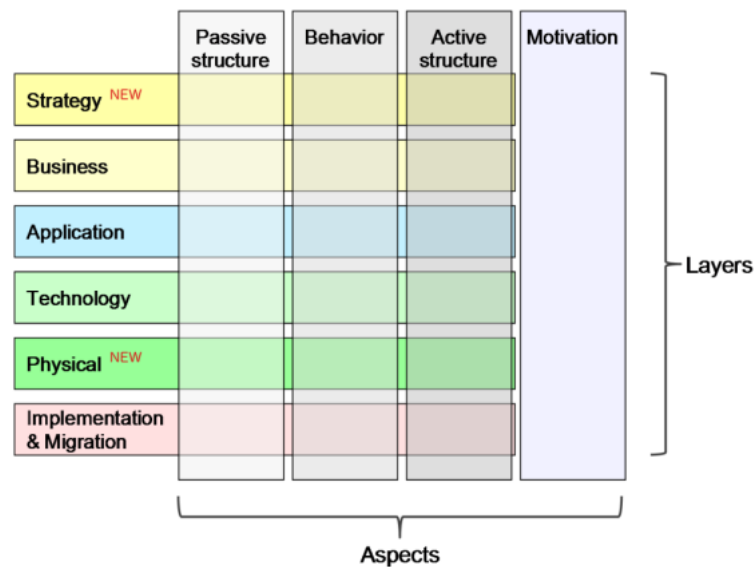 Passive
structure
Behavior
Active
structure
Motivation
Strategy NEW
Business
Application
Technology
Physical NEW
Implementation
& Migration
Layers
Aspects